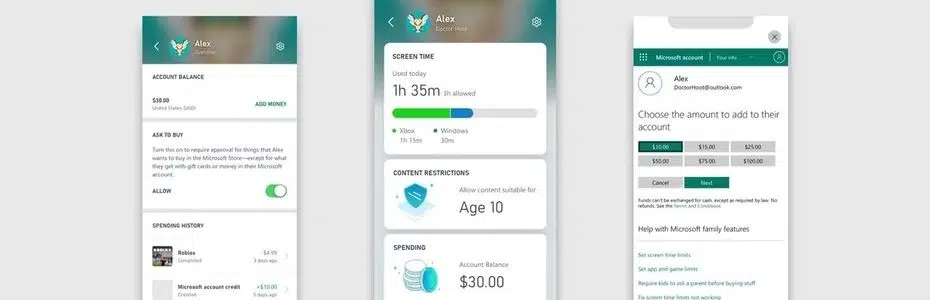 Alex
Spending
ACCOUNT BALANCE
$30.00
United States (USD)
ADD MONEY
ASK TO BUY
Turn this on to require approval for things that Alex
wants to buy in the Microsoft Store—except for what
they get with gift cards or money in their Microsoft
account.
ALLOW
SPENDING HISTORY
Roblox
Completed
$4.99
3 days ago
Microsoft account credit
+$10.00
5 days ago
Alex
Doctor Hoot
SCREEN TIME
Used today
1h 35m 3h allowed
Xbox
1h 15m
Windows
30m
CONTENT RESTRICTIONS
Allow content suitable for
Age 10
SPENDING
Account Balance
$30.00
Microsoft account
Your info
Alex
DoctorHoot@outlook.com
Choose the amount to add to their
account
$10.00 $15.00 $25.00
$50.00 $75.00 $100.00
Cancel Next
Funds can't be exchanged for cash, except as required by law. No
refunds. See the Terms and Conditions.
Help with Microsoft family features
Set screen time limits
Set app and game limits
Require kids to ask a parent before buying stuff
Fix screen time limits not working